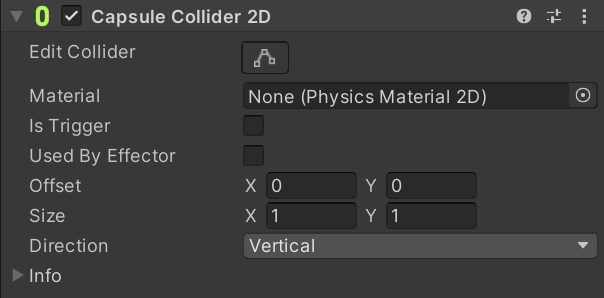 Capsule Collider 2D
Edit Collider
Material None (Physics Material 2D)
Is Trigger
Used By Effector
Offset X 0 Y 0
Size X 1 Y 1
Direction Vertical
Info